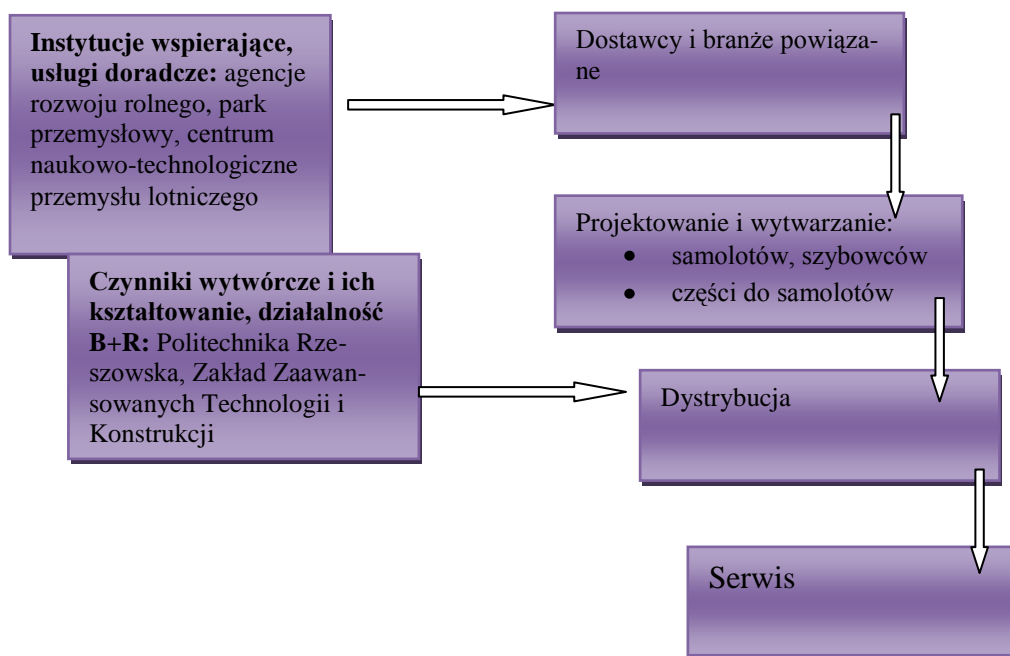 Instytucje wspierające,
usługi doradcze: agencje
rozwoju rolnego, park
przemysłowy, centrum
naukowo-technologiczne
przemysłu lotniczego
Czynniki wytwórcze i ich
kształtowanie, działalność
B+R: Politechnika Rze-
szowska, Zakład Zaawan-
sowanych Technologii i
Konstrukcji
Dostawcy i branże powiąza-
ne
Projektowanie i wytwarzanie:
• samolotów, szybowców
• części do samolotów
Dystrybucja
Serwis